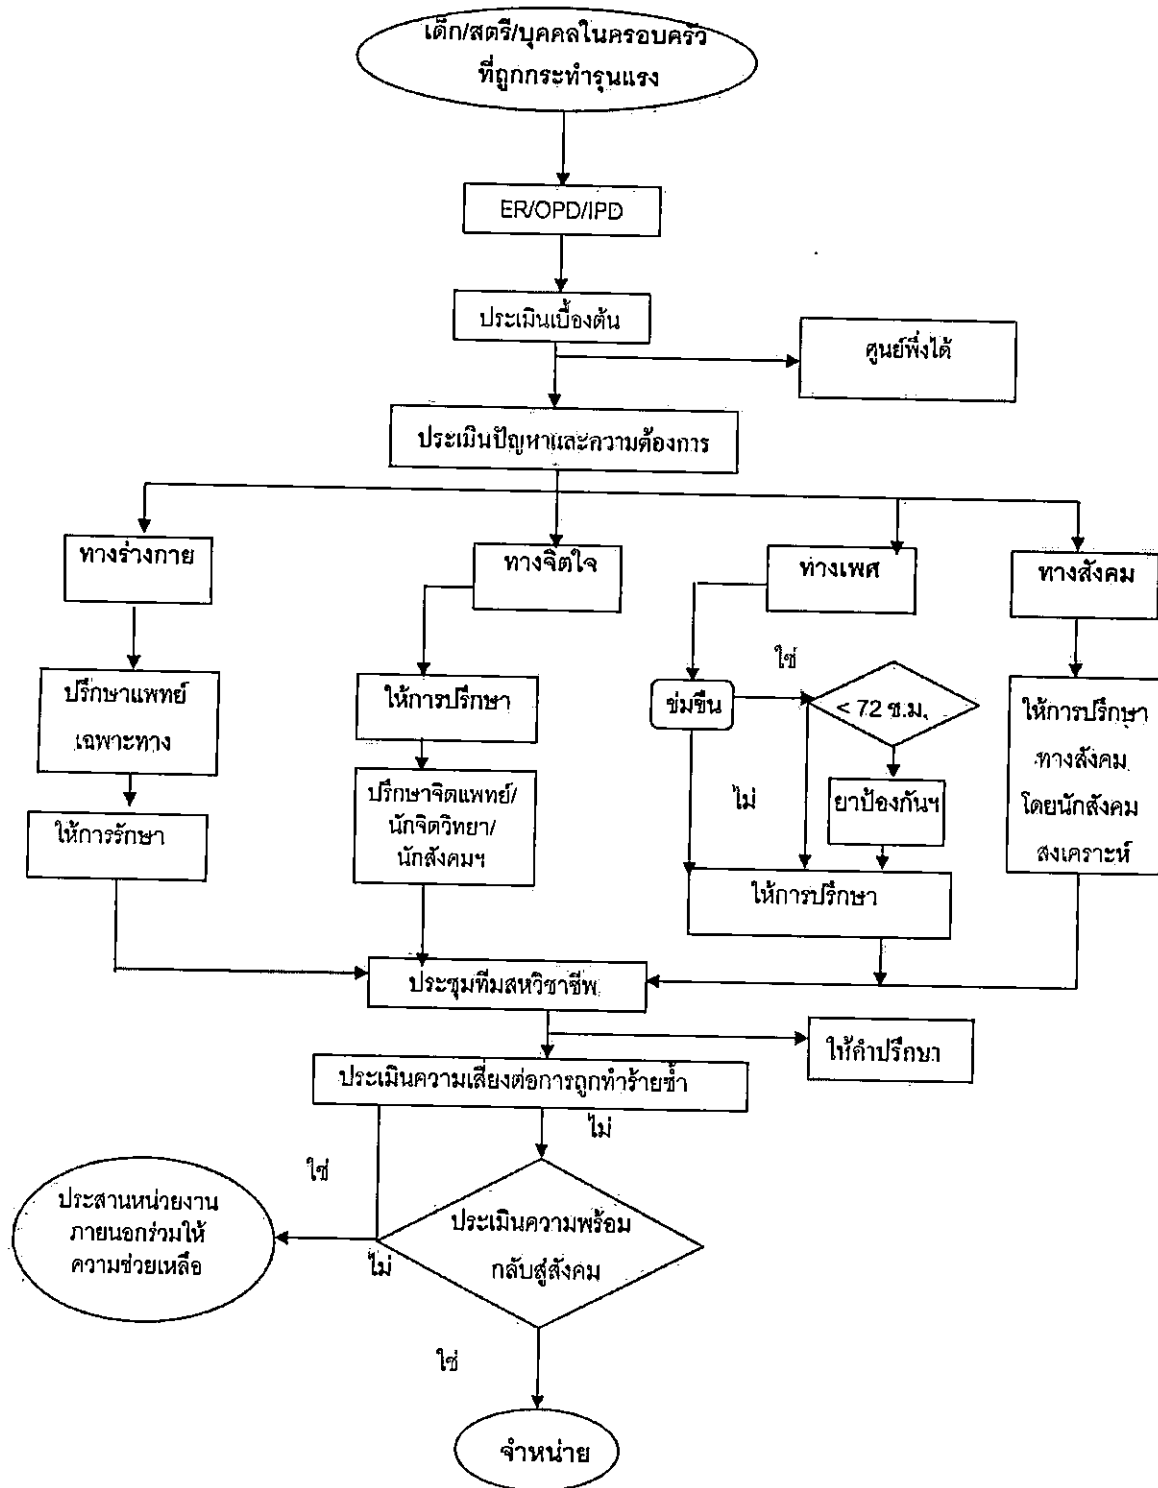 เด็ก/สตรี/บุคคลในครอบครัว
ที่ถูกกระทำรุนแรง
ER/OPD/IPD
ประเมินเบื้องต้น
ศูนย์พึ่งได้
ประเมินปัญหาและความต้องการ
ทางร่างกาย
ทางจิตใจ
ทางเพศ
ทางสังคม
ปรึกษาแพทย์
เฉพาะทาง
ให้การรักษา
ให้การปรึกษา
ปรึกษาจิตแพทย์/
นักจิตวิทยา/
นักสังคมฯ
ข่มขืน
ใช่
< 72 ช.ม.
ไม่
ยาป้องกันฯ
ให้การปรึกษา
ให้การปรึกษา
ทางสังคม
โดยนักสังคม
สงเคราะห์
ประชุมทีมสหวิชาชีพ
ให้คำปรึกษา
ประเมินความเสี่ยงต่อการถูกทำร้ายซ้ำ
ไม่
ใช่
ประสานหน่วยงาน
ภายนอกร่วมให้
ความช่วยเหลือ
ประเมินความพร้อม
กลับสู่สังคม
ไม่
ใช่
จำหน่าย